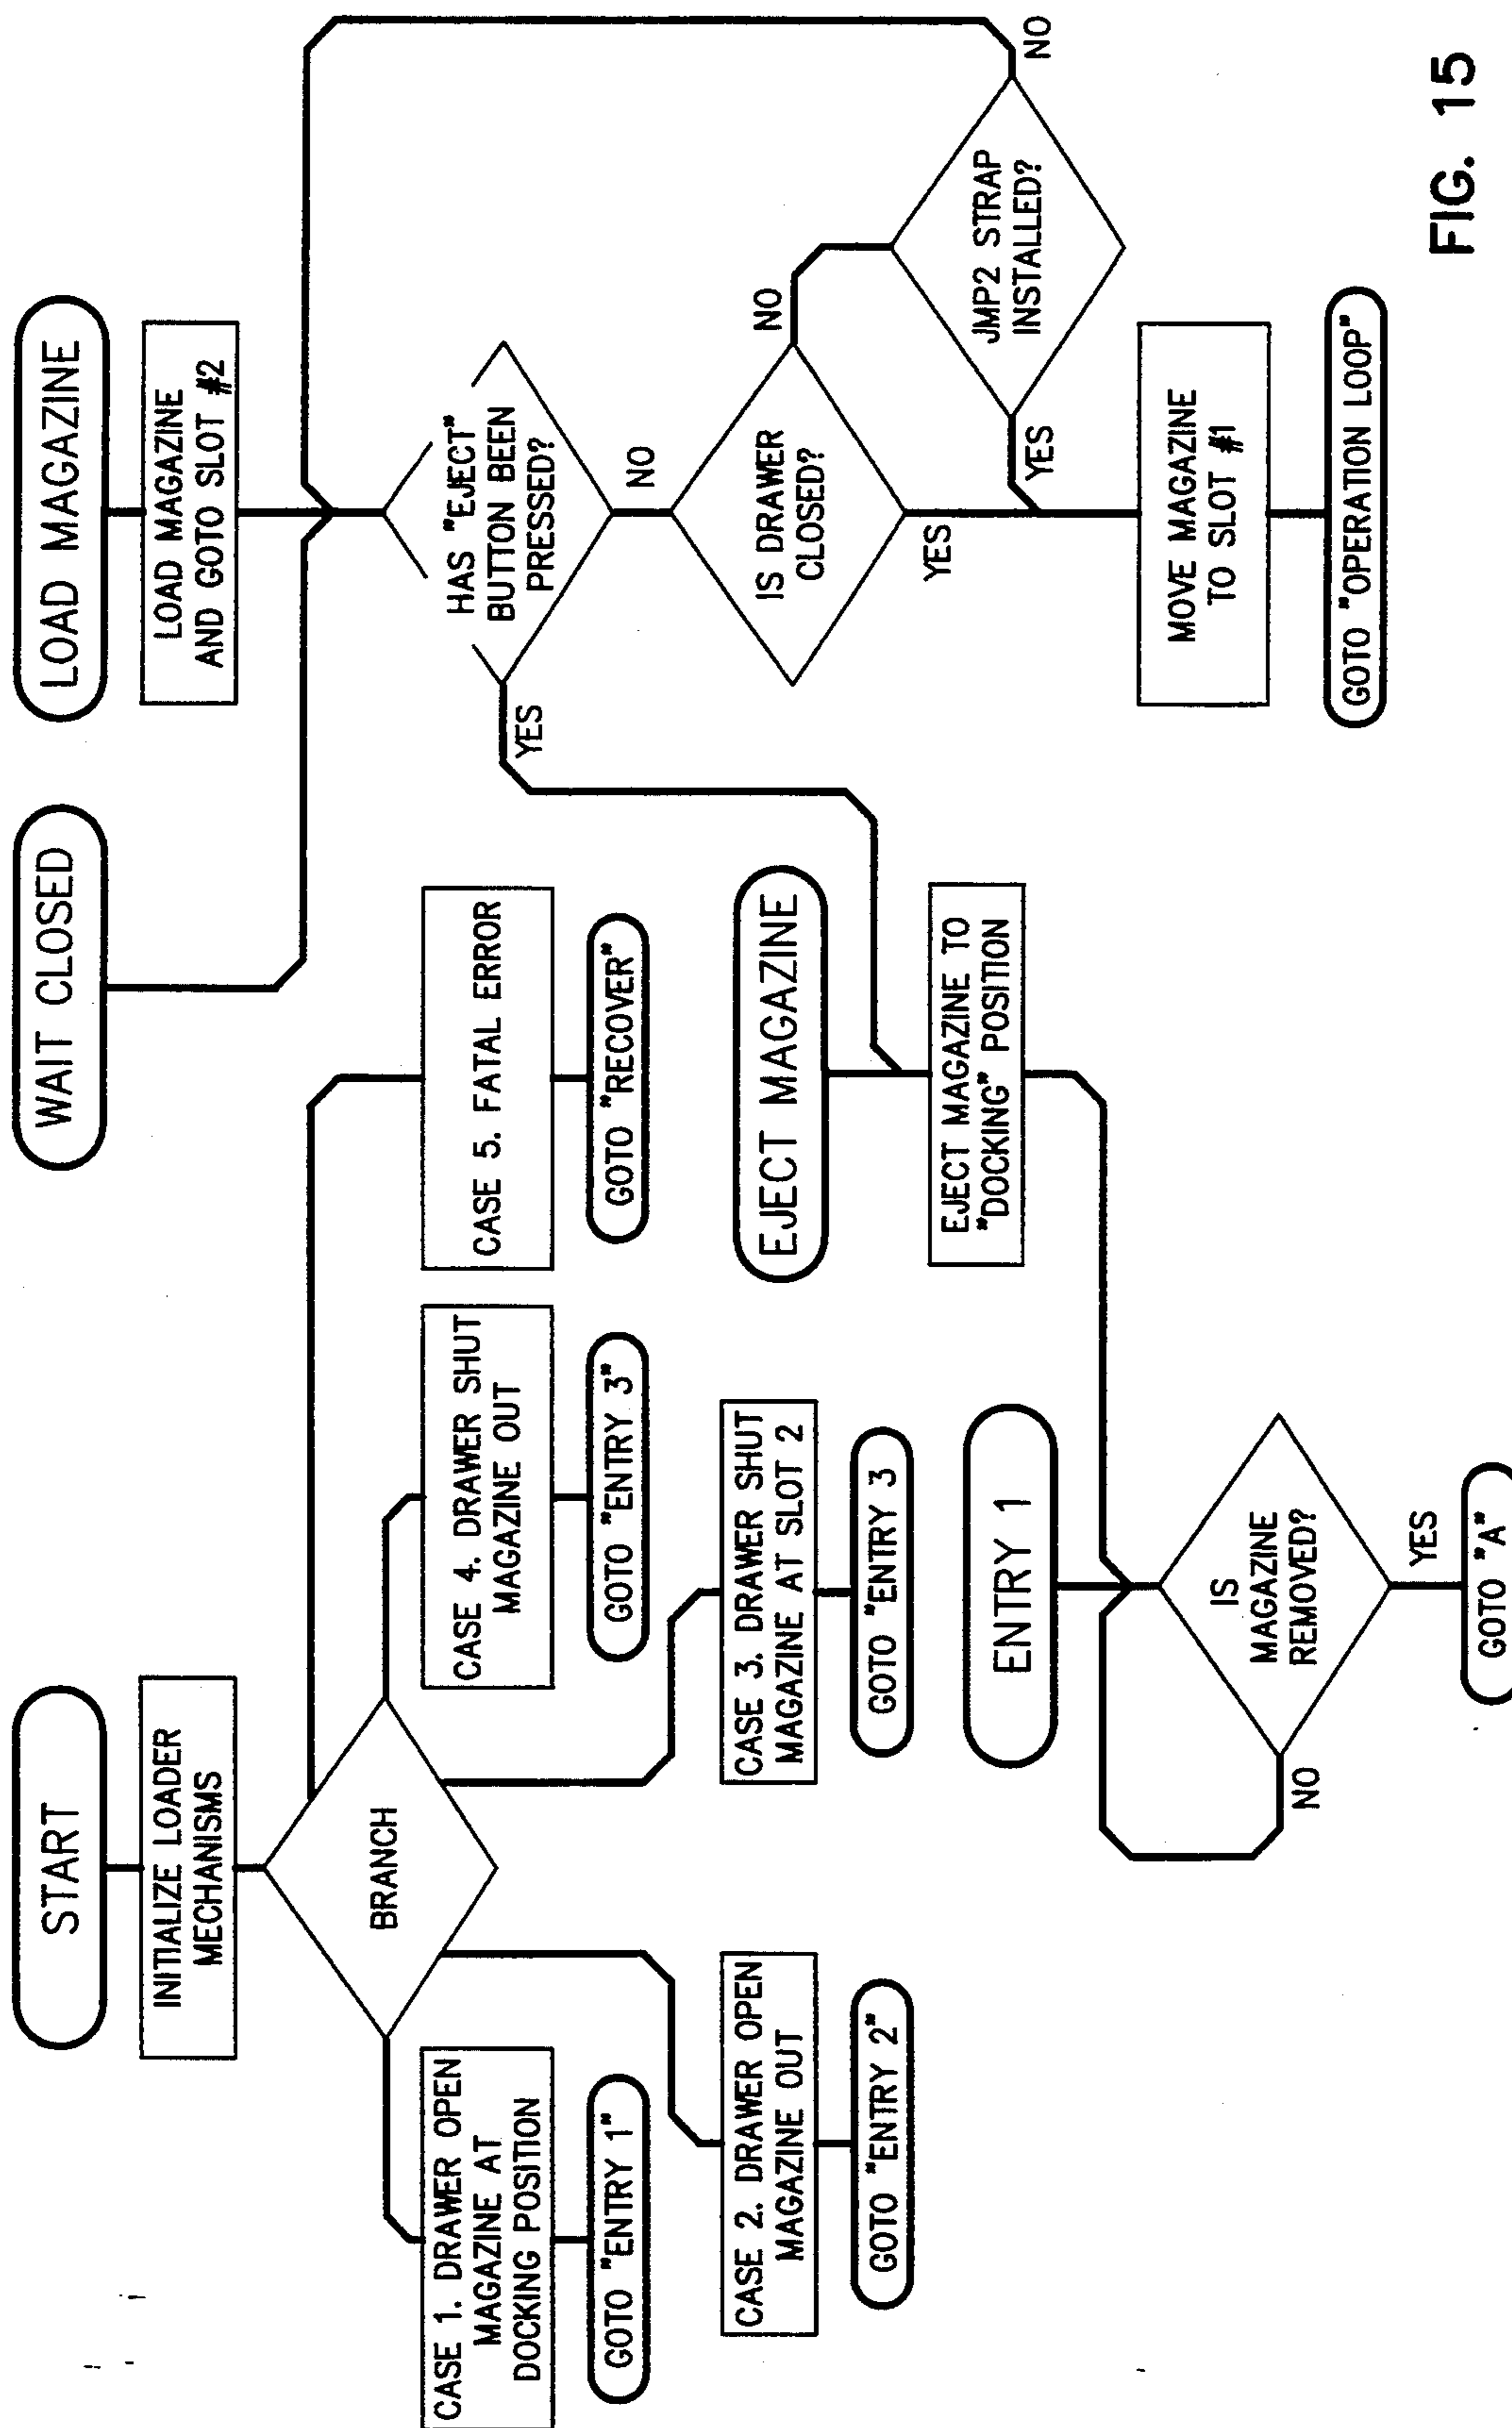 START
INITIALIZE LOADER
MECHANISMS
BRANCH
CASE 1. DRAWER OPEN
MAGAZINE AT
DOCKING POSITION
GOTO "ENTRY 1"
CASE 2. DRAWER OPEN
MAGAZINE OUT
GOTO "ENTRY 2"
CASE 3. DRAWER SHUT
MAGAZINE AT SLOT 2
GOTO "ENTRY 3
CASE 4. DRAWER SHUT
MAGAZINE OUT
GOTO "ENTRY 3"
CASE 5. FATAL ERROR
GOTO "RECOVER"
ENTRY 1
IS
MAGAZINE
REMOVED?
NO
YES
GOTO "A"
EJECT MAGAZINE
EJECT MAGAZINE TO
"DOCKING" POSITION
WAIT CLOSED
LOAD MAGAZINE
LOAD MAGAZINE
AND GOTO SLOT #2
HAS "EJECT"
BUTTON BEEN
PRESSED?
YES
NO
IS DRAWER
CLOSED?
NO
YES
JMP2 STRAP
INSTALLED?
NO
YES
MOVE MAGAZINE
TO SLOT #1
GOTO "OPERATION LOOP"
FIG. 15